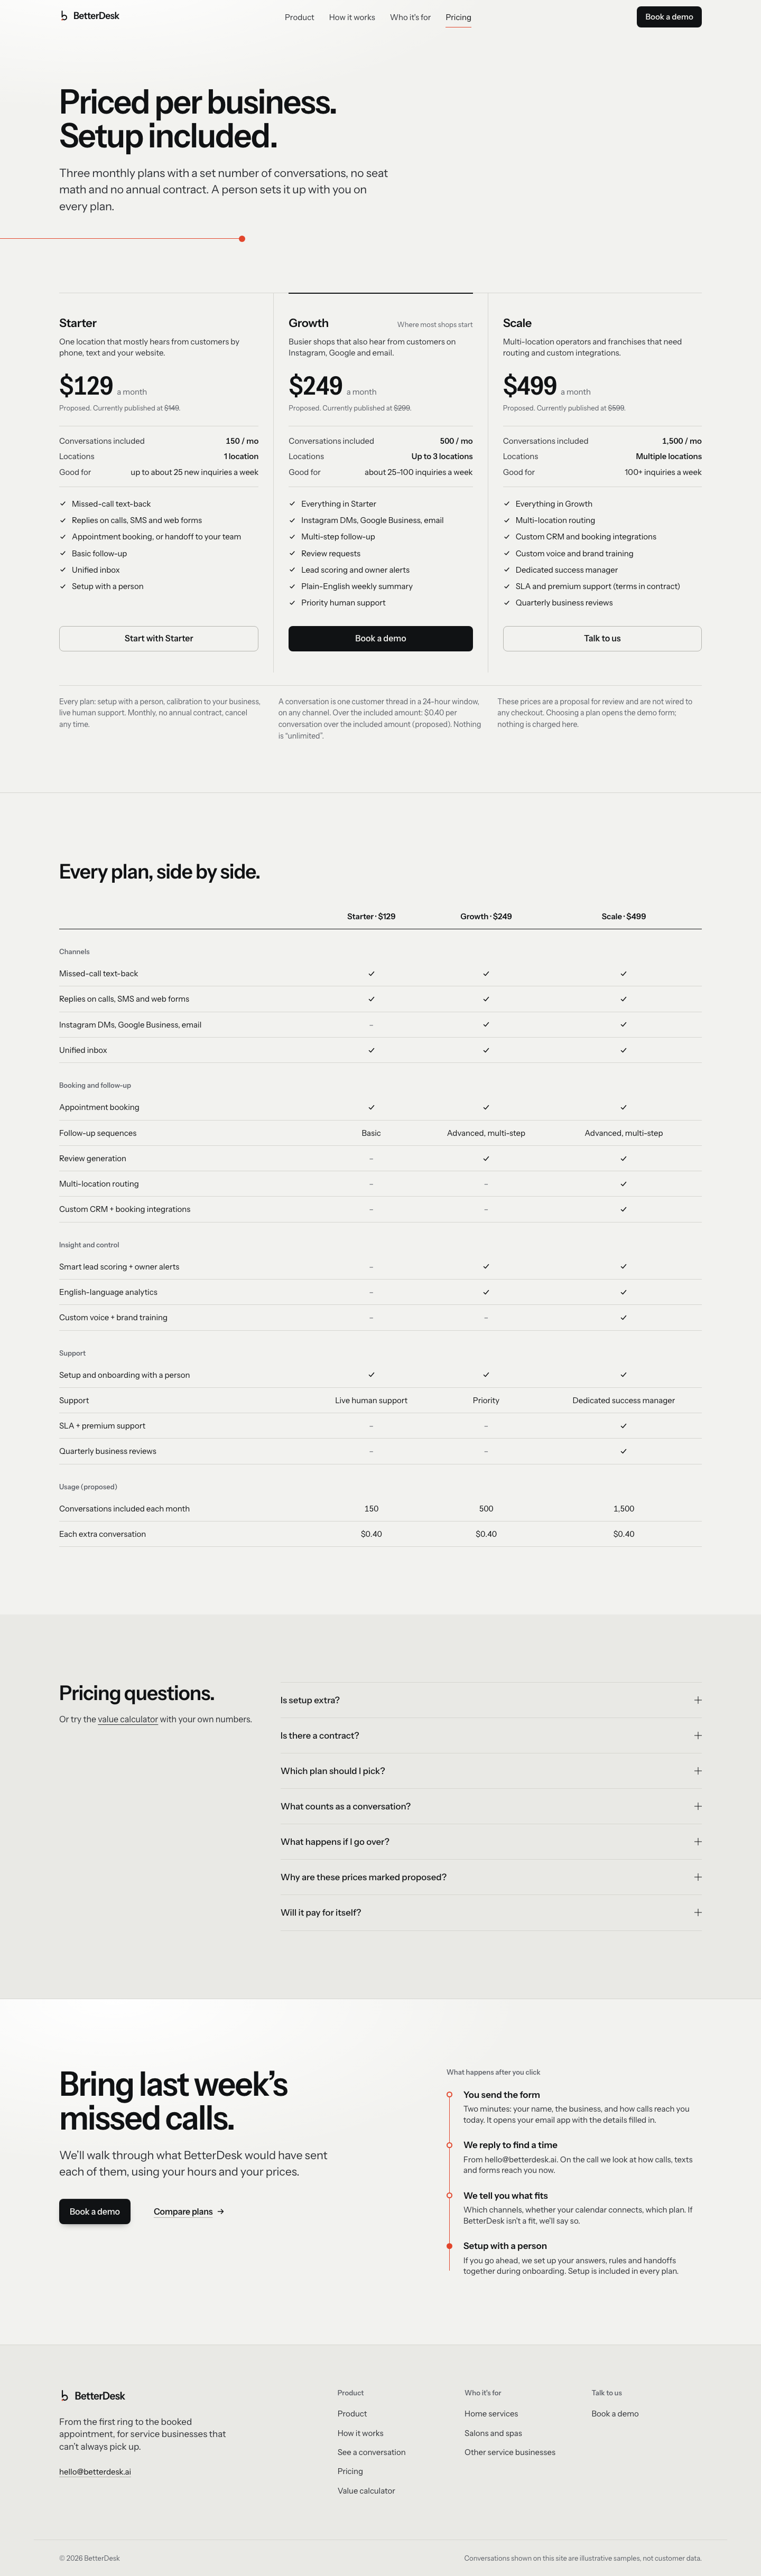 BetterDesk
Product
How it works
Who it's for
Pricing
Book a demo
Priced per business.
Setup included.
Three monthly plans with a set number of conversations, no seat
math and no annual contract. A person sets it up with you on
every plan.
Starter
One location that mostly hears from customers by
phone, text and your website.
$129 a month
Proposed. Currently published at $149.
Conversations included 150 / mo
Locations 1 location
Good for up to about 25 new inquiries a week
Missed-call text-back
Replies on calls, SMS and web forms
Appointment booking, or handoff to your team
Basic follow-up
Unified inbox
Setup with a person
Start with Starter
Growth Where most shops start
Busier shops that also hear from customers on
Instagram, Google and email.
$249 a month
Proposed. Currently published at $299.
Conversations included 500 / mo
Locations Up to 3 locations
Good for about 25–100 inquiries a week
Everything in Starter
Instagram DMs, Google Business, email
Multi-step follow-up
Review requests
Lead scoring and owner alerts
Plain-English weekly summary
Priority human support
Book a demo
Scale
Multi-location operators and franchises that need
routing and custom integrations.
$499 a month
Proposed. Currently published at $599.
Conversations included 1,500 / mo
Locations Multiple locations
Good for 100+ inquiries a week
Everything in Growth
Multi-location routing
Custom CRM and booking integrations
Custom voice and brand training
Dedicated success manager
SLA and premium support (terms in contract)
Quarterly business reviews
Talk to us
Every plan: setup with a person, calibration to your business,
live human support. Monthly, no annual contract, cancel
any time.
A conversation is one customer thread in a 24-hour window,
on any channel. Over the included amount: $0.40 per
conversation over the included amount (proposed). Nothing
is “unlimited”.
These prices are a proposal for review and are not wired to
any checkout. Choosing a plan opens the demo form;
nothing is charged here.
Every plan, side by side.
Starter · $129 Growth · $249 Scale · $499
Channels
Missed-call text-back
Replies on calls, SMS and web forms
Instagram DMs, Google Business, email –
Unified inbox
Booking and follow-up
Appointment booking
Follow-up sequences Basic Advanced, multi-step Advanced, multi-step
Review generation –
Multi-location routing – –
Custom CRM + booking integrations – –
Insight and control
Smart lead scoring + owner alerts –
English-language analytics –
Custom voice + brand training – –
Support
Setup and onboarding with a person
Support Live human support Priority Dedicated success manager
SLA + premium support – –
Quarterly business reviews – –
Usage (proposed)
Conversations included each month 150 500 1,500
Each extra conversation $0.40 $0.40 $0.40
Pricing questions.
Or try the value calculator with your own numbers.
Is setup extra?
Is there a contract?
Which plan should I pick?
What counts as a conversation?
What happens if I go over?
Why are these prices marked proposed?
Will it pay for itself?
Bring last week’s
missed calls.
We’ll walk through what BetterDesk would have sent
each of them, using your hours and your prices.
Book a demo
Compare plans →
What happens after you click
You send the form
Two minutes: your name, the business, and how calls reach you
today. It opens your email app with the details filled in.
We reply to find a time
From hello@betterdesk.ai. On the call we look at how calls, texts
and forms reach you now.
We tell you what fits
Which channels, whether your calendar connects, which plan. If
BetterDesk isn’t a fit, we’ll say so.
Setup with a person
If you go ahead, we set up your answers, rules and handoffs
together during onboarding. Setup is included in every plan.
BetterDesk
From the first ring to the booked
appointment, for service businesses that
can’t always pick up.
hello@betterdesk.ai
Product
Product
How it works
See a conversation
Pricing
Value calculator
Who it's for
Home services
Salons and spas
Other service businesses
Talk to us
Book a demo
© 2026 BetterDesk
Conversations shown on this site are illustrative samples, not customer data.